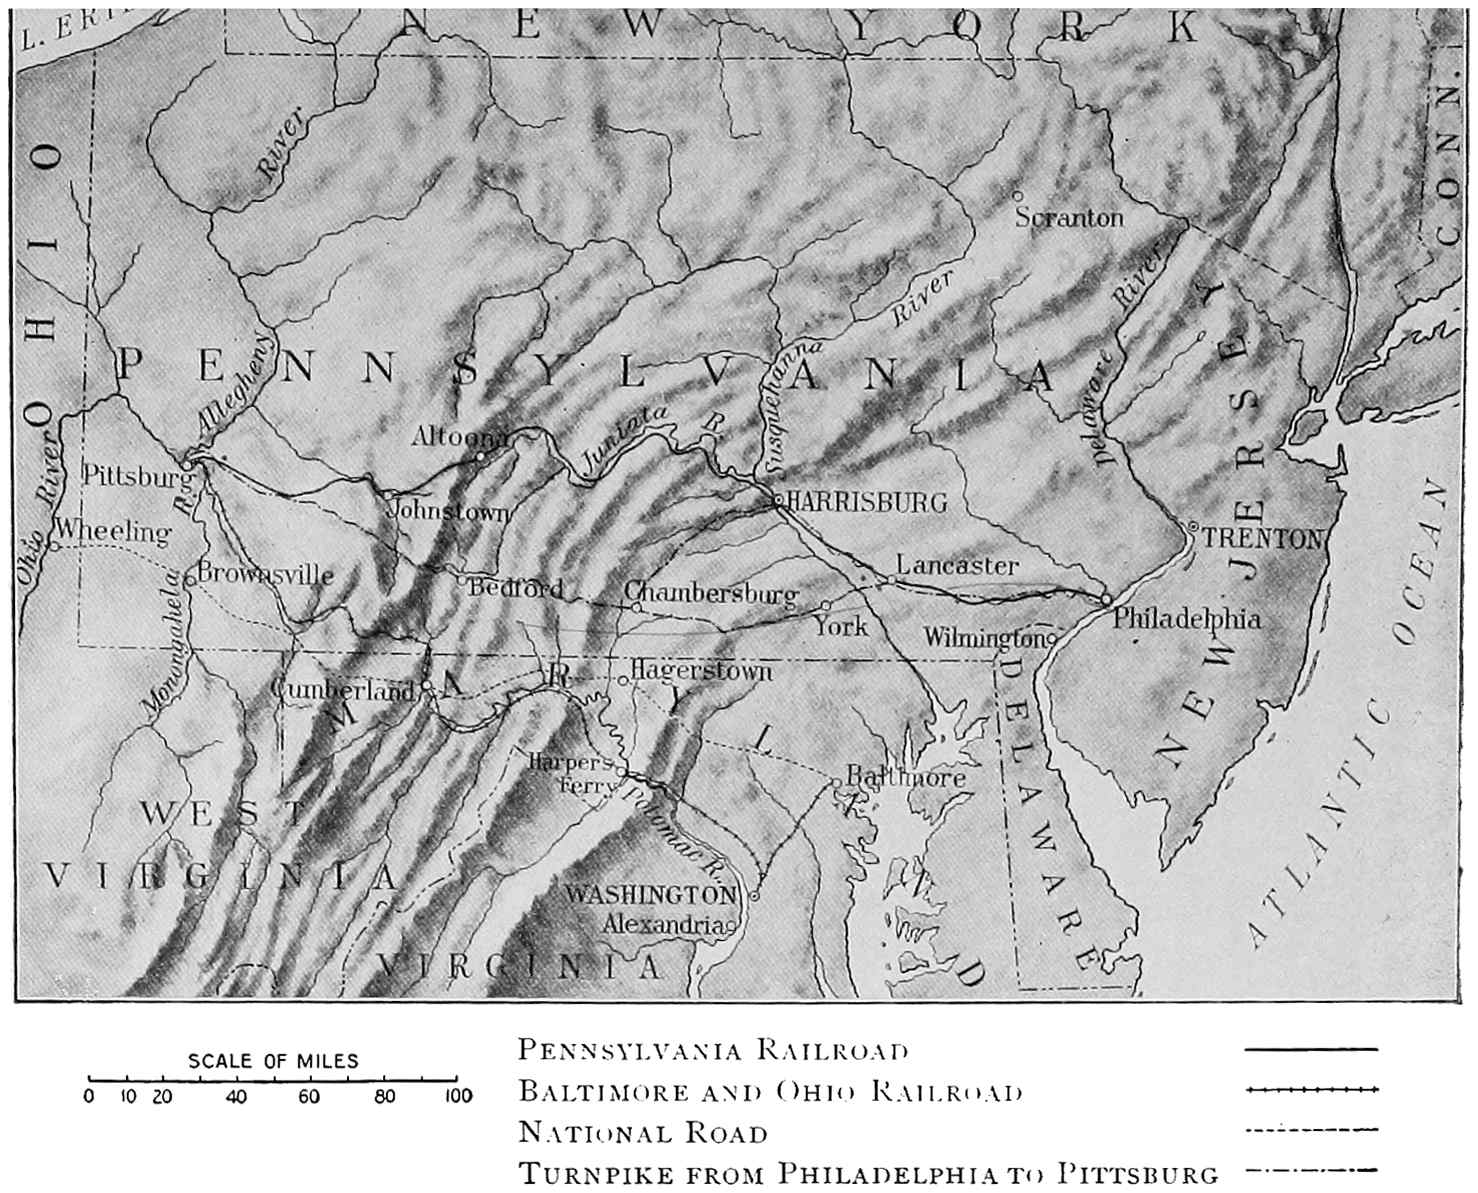 L. ERIE
NEW YORK
CONN.
OHIO
River
Scranton
River
River
PENNSYLVANIA
NEW JERSEY
Allegheny
Susquehanna
Delaware
Altoona
Juniata R.
Pittsburg
R.
Johnstown
HARRISBURG
Ohio River
Wheeling
TRENTON
Brownsville
Bedford
Chambersburg
Lancaster
York
Philadelphia
Wilmington
Monongahela
Cumberland
Hagerstown
MARYLAND
DELAWARE
Harpers
Ferry
Baltimore
Potomac R.
WEST
VIRGINIA
WASHINGTON
Alexandria
VIRGINIA
ATLANTIC OCEAN
SCALE OF MILES
0 10 20 40 60 80 100
PENNSYLVANIA RAILROAD
BALTIMORE AND OHIO RAILROAD
NATIONAL ROAD
TURNPIKE FROM PHILADELPHIA TO PITTSBURG